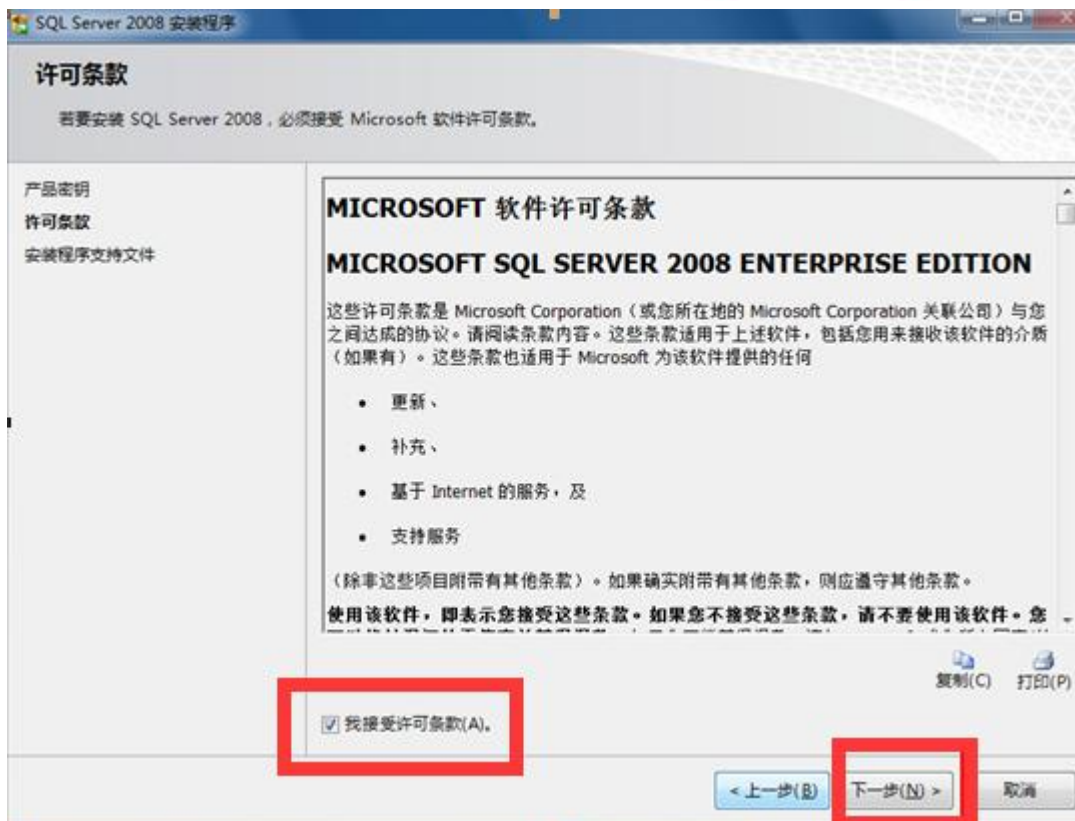 SQL Server 2008 安装程序
许可条款
若要安装 SQL Server 2008，必须接受 Microsoft 软件许可条款。
产品密钥
许可条款
安装程序支持文件
MICROSOFT 软件许可条款
MICROSOFT SQL SERVER 2008 ENTERPRISE EDITION
这些许可条款是 Microsoft Corporation（或您所在地的 Microsoft Corporation 关联公司）与您
之间达成的协议。请阅读条款内容。这些条款适用于上述软件，包括您用来接收该软件的介质
（如果有）。这些条款也适用于 Microsoft 为该软件提供的任何
• 更新、
• 补充、
• 基于 Internet 的服务，及
• 支持服务
（除非这些项目附带有其他条款）。如果确实附带有其他条款，则应遵守其他条款。
使用该软件，即表示您接受这些条款。如果您不接受这些条款，请不要使用该软件。您
复制(C) 打印(P)
我接受许可条款(A)。
< 上一步(B) 下一步(N) > 取消